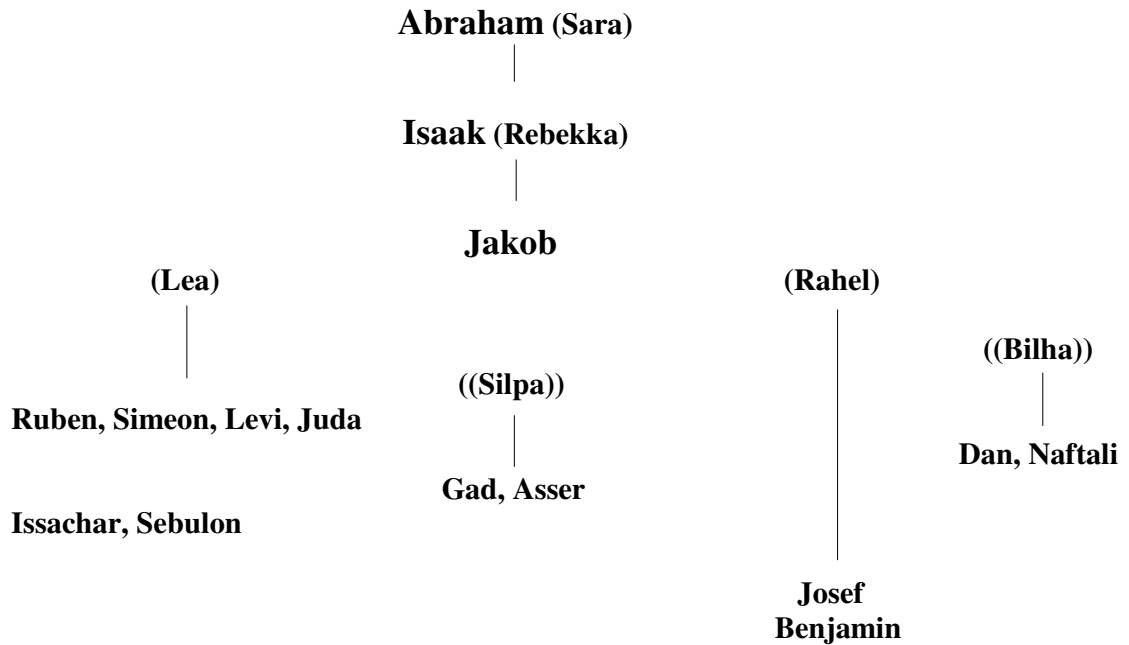 Abraham (Sara)
Isaak (Rebekka)
Jakob
(Lea)
(Rahel)
((Bilha))
((Silpa))
Ruben, Simeon, Levi, Juda
Dan, Naftali
Gad, Asser
Issachar, Sebulon
Josef
Benjamin